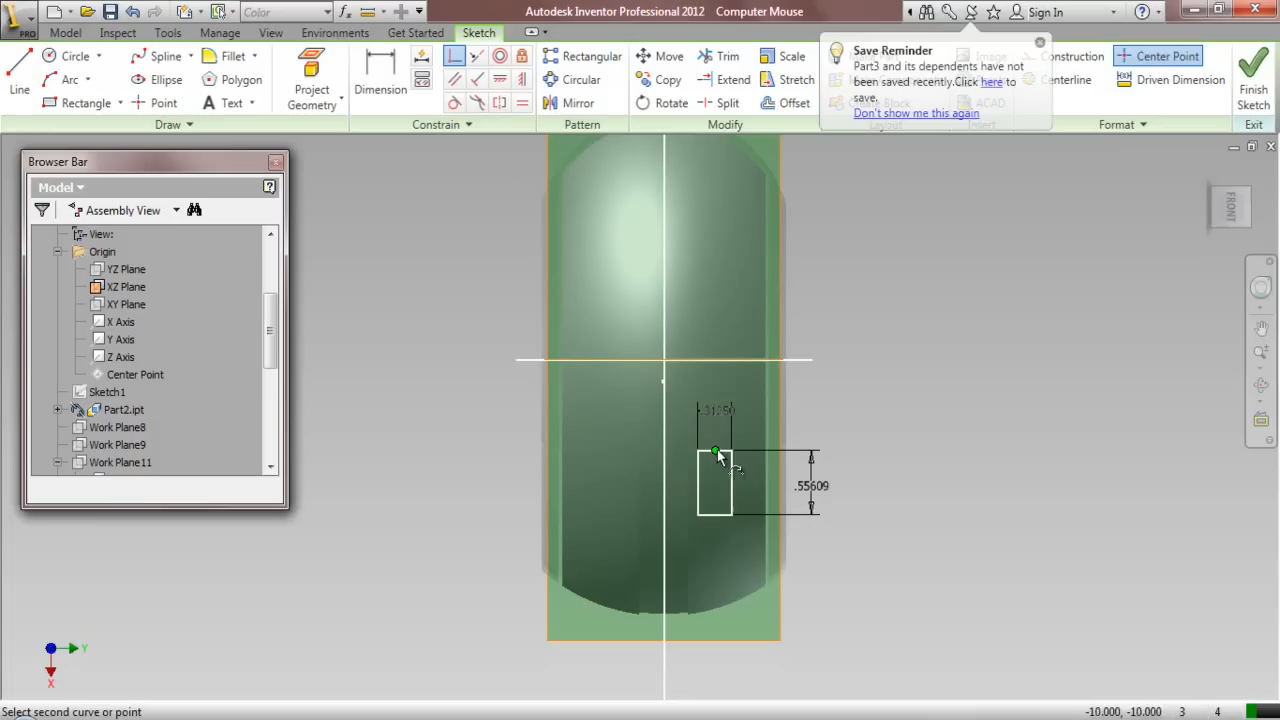 PRO
Color
Autodesk Inventor Professional 2012 Computer Mouse
Sign In
Model Inspect Tools Manage View Environments Get Started Sketch
Line
Circle
Arc
Rectangle
Spline
Ellipse
Point
Fillet
Polygon
Text
Draw
Project
Geometry
Dimension
Constrain
Rectangular
Circular
Mirror
Pattern
Move
Copy
Rotate
Trim
Extend
Split
Scale
Stretch
Offset
Modify
Save Reminder
Part3 and its dependents have not
been saved recently.Click here to
save.
Don't show me this again
Image
ACAD
Insert
Construction
Centerline
Center Point
Driven Dimension
Format
Finish
Sketch
Exit
Browser Bar
Model
Assembly View
View:
Origin
YZ Plane
XZ Plane
XY Plane
X Axis
Y Axis
Z Axis
Center Point
Sketch1
Part2.ipt
Work Plane8
Work Plane9
Work Plane11
FRONT
.31250
.55609
Y
X
Select second curve or point
-10.000, -10.000 3 4